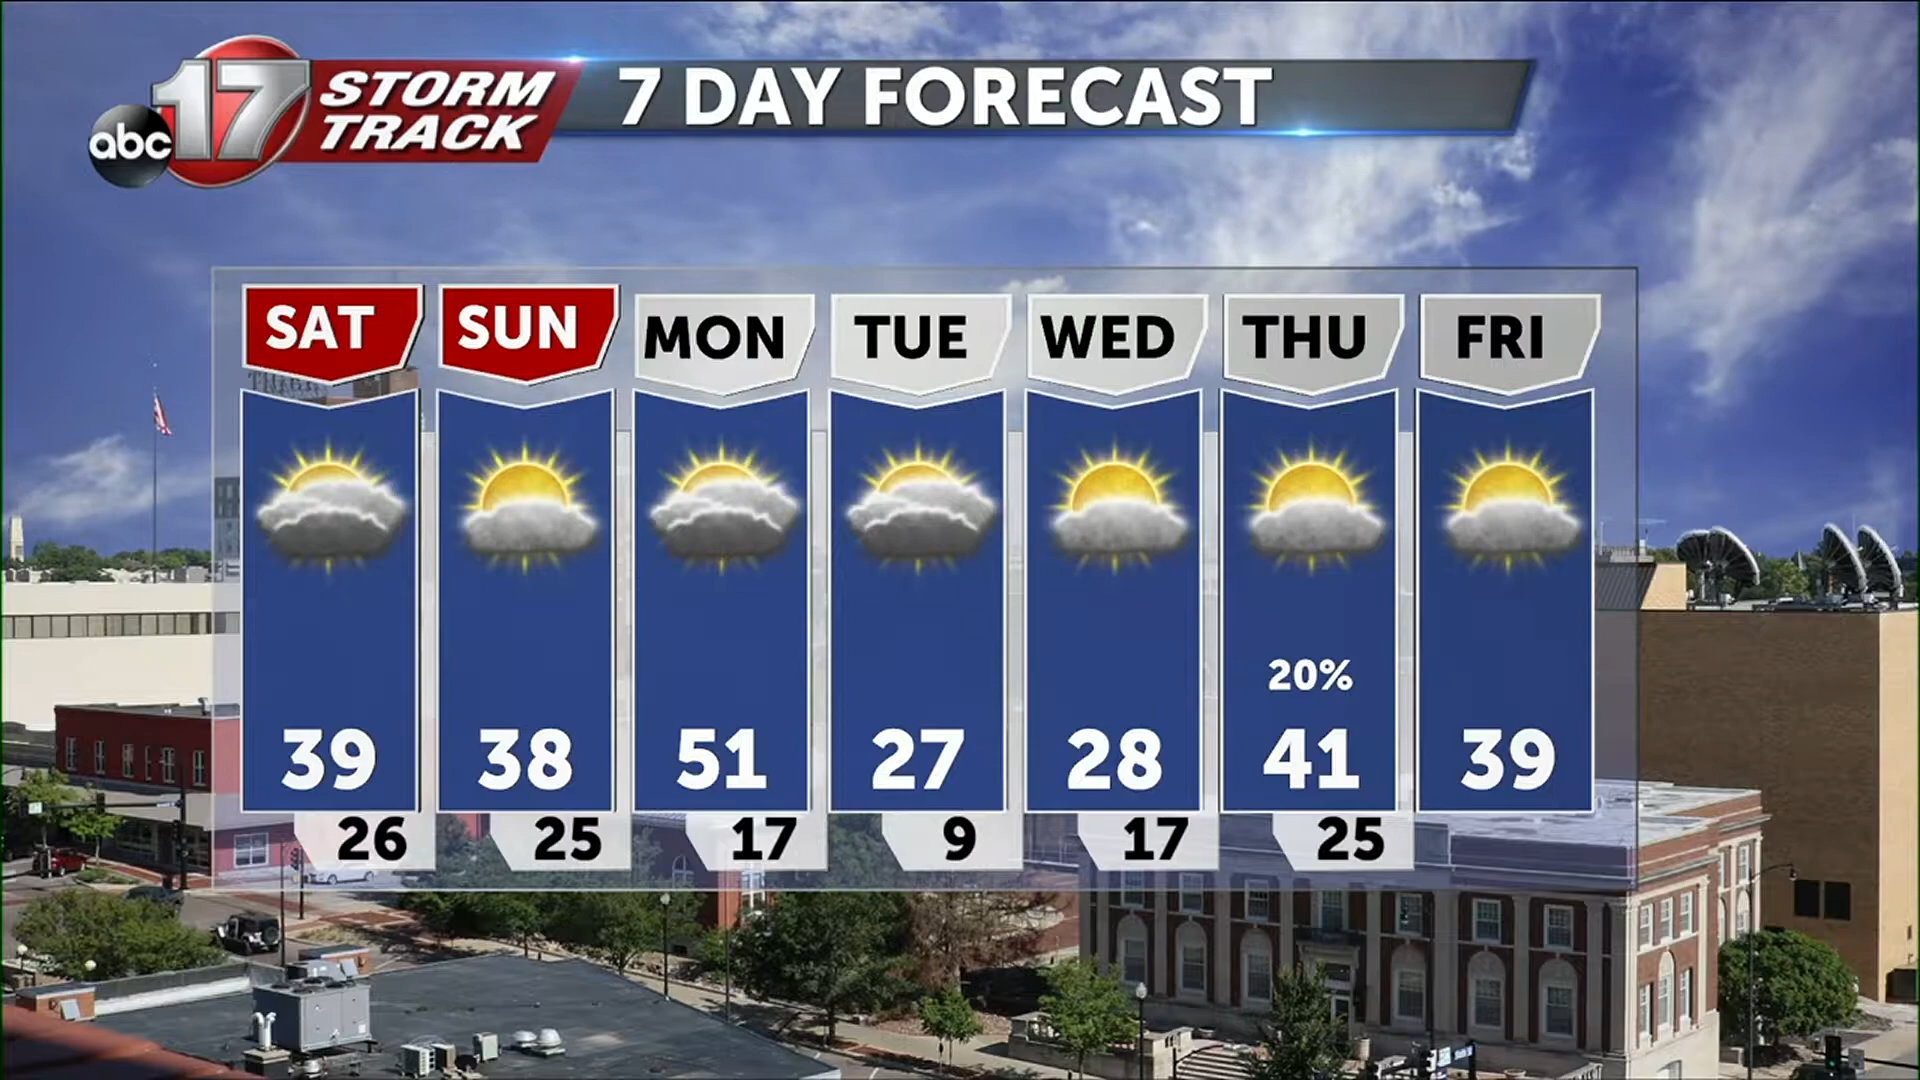 abc 17 STORM TRACK
7 DAY FORECAST
SAT SUN MON TUE WED THU FRI
20%
39 38 51 27 28 41 39
26 25 17 9 17 25